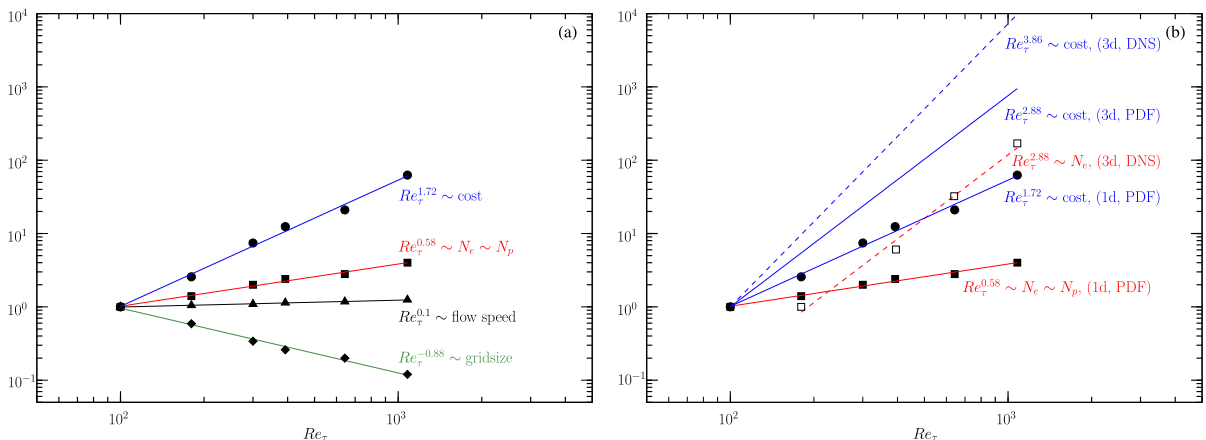 (a)
10^4
10^3
10^2
10^1
10^0
10^−1
Re_τ^1.72 ∼ cost
Re_τ^0.58 ∼ N_e ∼ N_p
Re_τ^0.1 ∼ flow speed
Re_τ^−0.88 ∼ gridsize
10^2
10^3
Re_τ
(b)
10^4
10^3
10^2
10^1
10^0
10^−1
Re_τ^3.86 ∼ cost, (3d, DNS)
Re_τ^2.88 ∼ cost, (3d, PDF)
Re_τ^2.88 ∼ N_e, (3d, DNS)
Re_τ^1.72 ∼ cost, (1d, PDF)
Re_τ^0.58 ∼ N_e ∼ N_p, (1d, PDF)
10^2
10^3
Re_τ